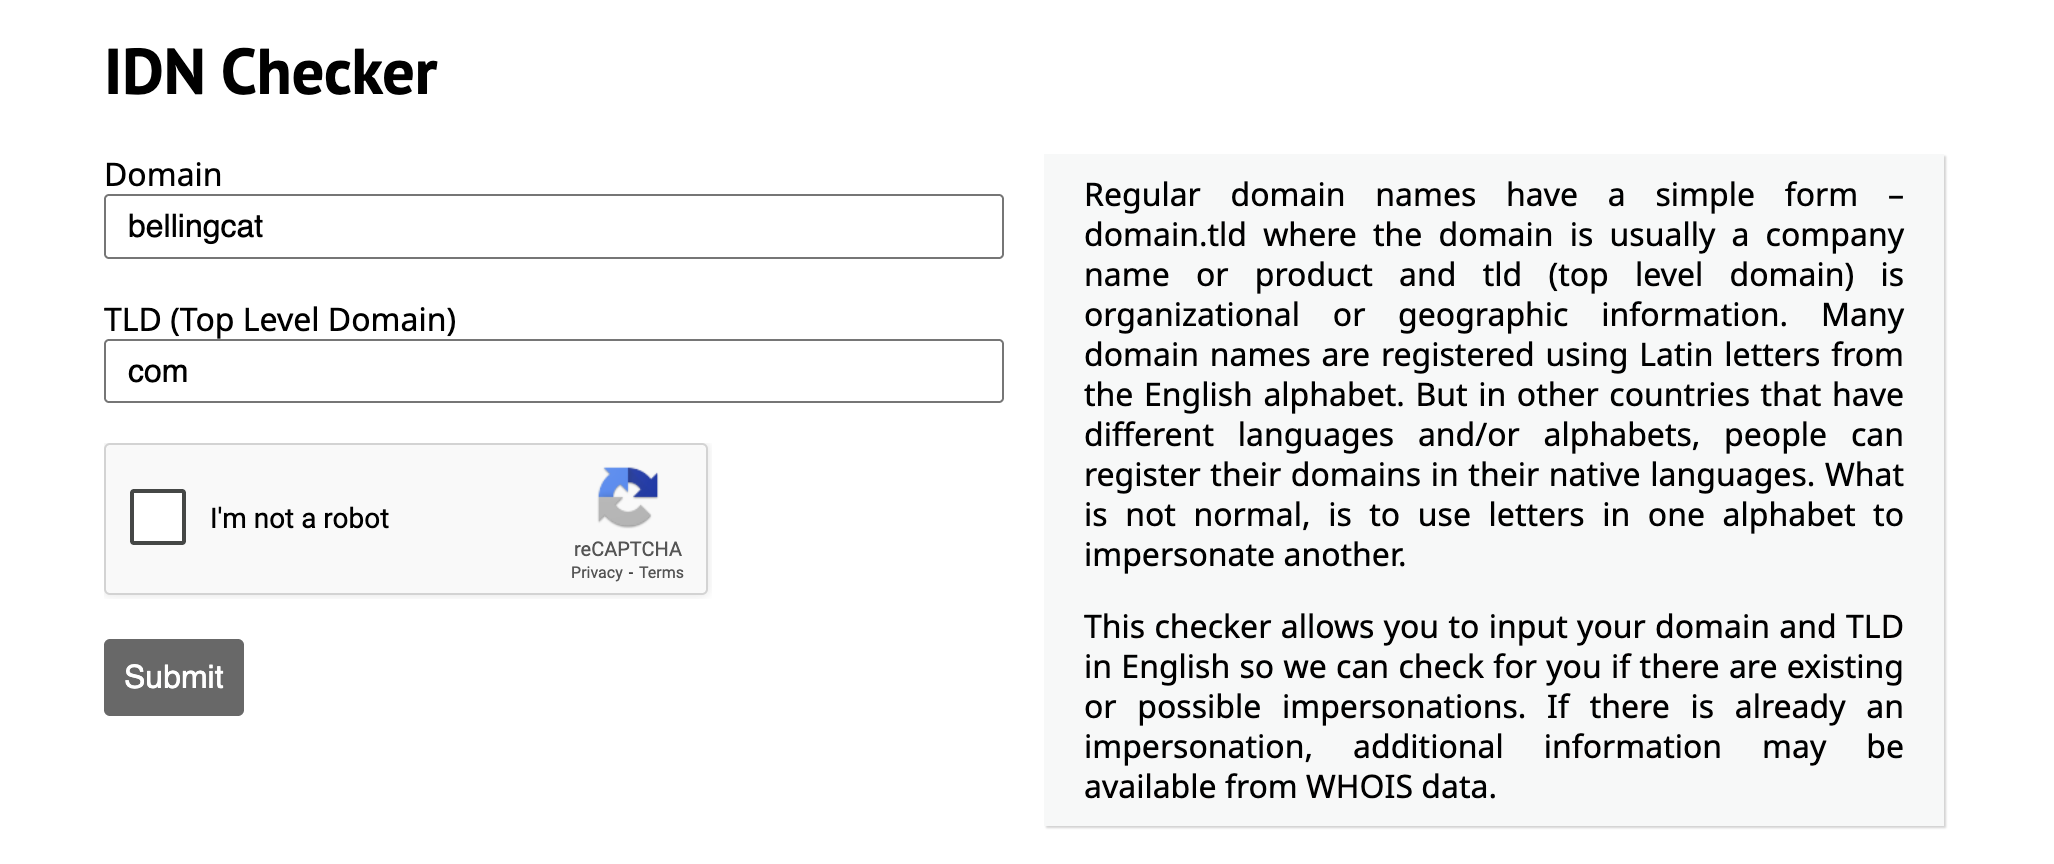 IDN Checker
Domain
bellingcat
TLD (Top Level Domain)
com
I'm not a robot
reCAPTCHA
Privacy - Terms
Submit
Regular domain names have a simple form –
domain.tld where the domain is usually a company
name or product and tld (top level domain) is
organizational or geographic information. Many
domain names are registered using Latin letters from
the English alphabet. But in other countries that have
different languages and/or alphabets, people can
register their domains in their native languages. What
is not normal, is to use letters in one alphabet to
impersonate another.
This checker allows you to input your domain and TLD
in English so we can check for you if there are existing
or possible impersonations. If there is already an
impersonation, additional information may be
available from WHOIS data.